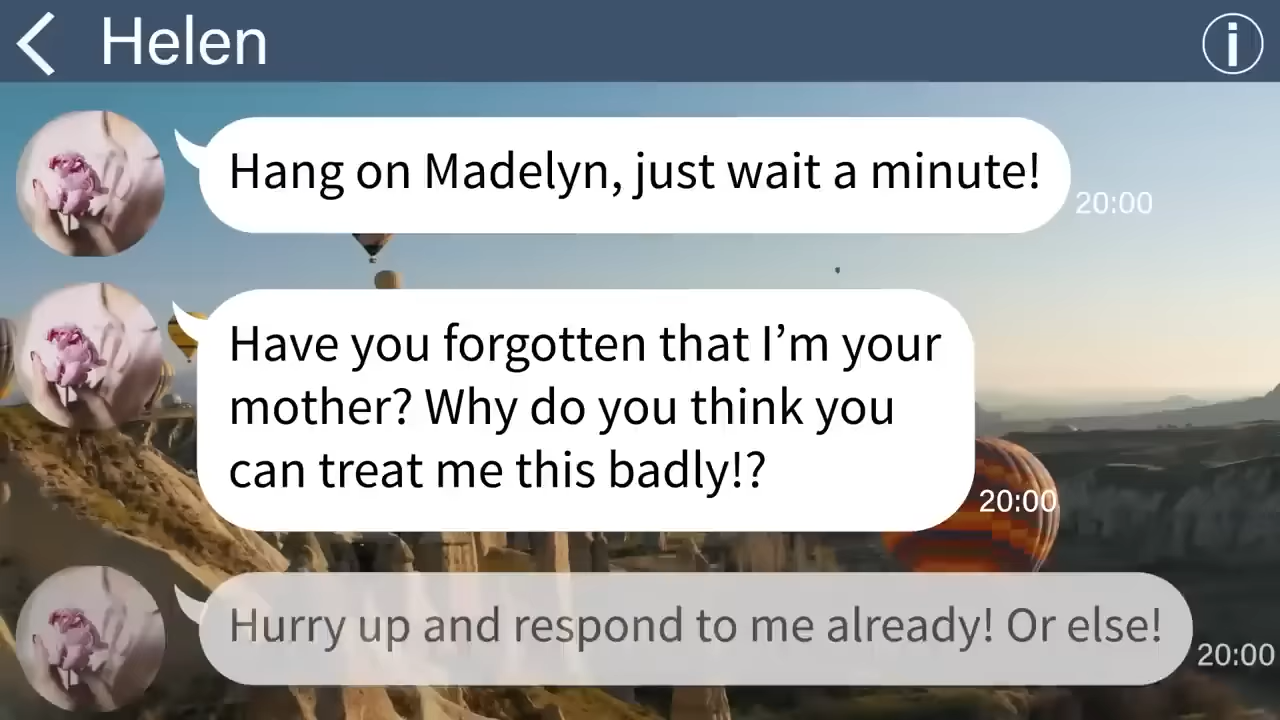 Helen
Hang on Madelyn, just wait a minute!
20:00
Have you forgotten that I’m your
mother? Why do you think you
can treat me this badly!?
20:00
Hurry up and respond to me already! Or else!
20:00